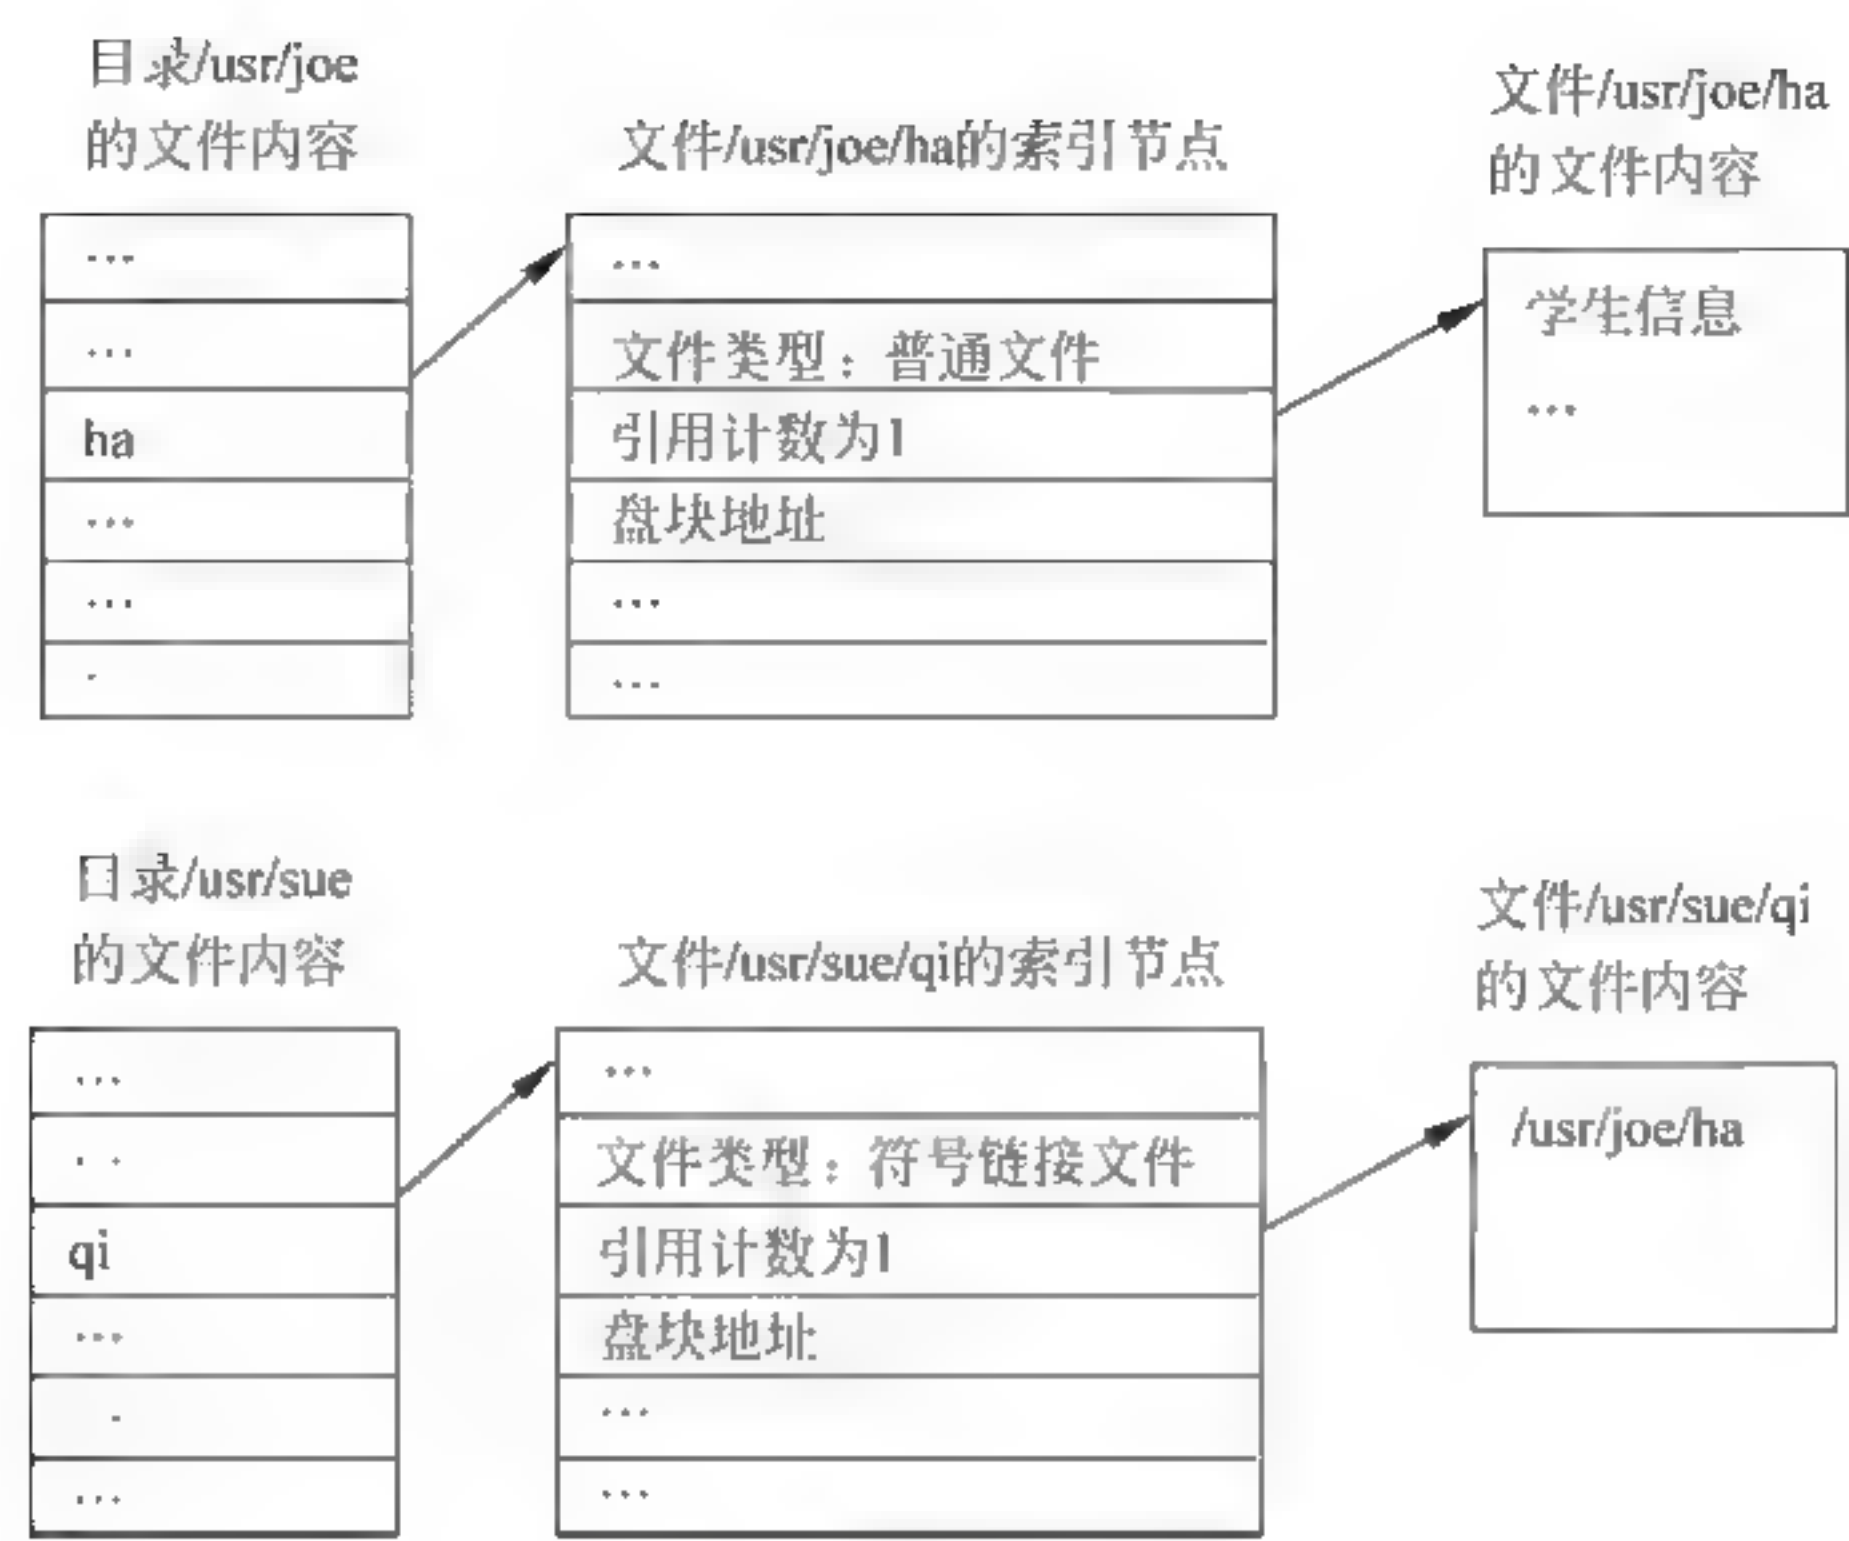 目录/usr/joe
的文件内容
文件/usr/joe/ha的索引节点
文件/usr/joe/ha
的文件内容
…
…
ha
…
…
.
…
文件类型：普通文件
引用计数为1
盘块地址
…
…
学生信息
…
目录/usr/sue
的文件内容
文件/usr/sue/qi的索引节点
文件/usr/sue/qi
的文件内容
…
. .
qi
…
.
…
…
文件类型：符号链接文件
引用计数为1
盘块地址
…
…
/usr/joe/ha